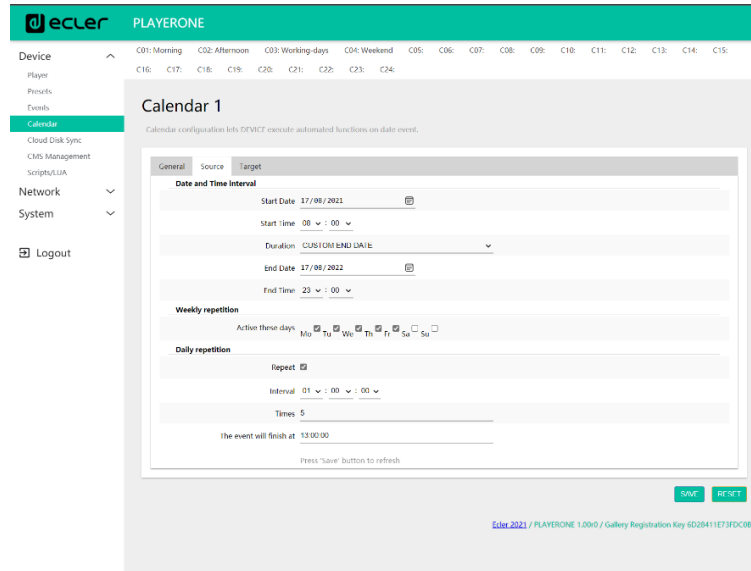 ecler PLAYERONE
Device
Player
Presets
Events
Calendar
Cloud Disk Sync
CMS Management
Scripts/LUA
Network
System
Logout
C01: Morning C02: Afternoon C03: Working-days C04: Weekend C05: C06: C07: C08: C09: C10: C11: C12: C13: C14: C15:
C16: C17: C18: C19: C20: C21: C22: C23: C24:
Calendar 1
Calendar configuration lets DEVICE execute automated functions on date event.
General Source Target
Date and Time interval
Start Date 17/08/2021
Start Time 08 : 00
Duration CUSTOM END DATE
End Date 17/08/2022
End Time 23 : 00
Weekly repetition
Active these days Mo Tu We Th Fr Sa Su
Daily repetition
Repeat
Interval 01 : 00 : 00
Times 5
The event will finish at 13:00:00
Press 'Save' button to refresh
SAVE RESET
Ecler 2021 / PLAYERONE 1.00r0 / Gallery Registration Key 6D28411E73FDC0B